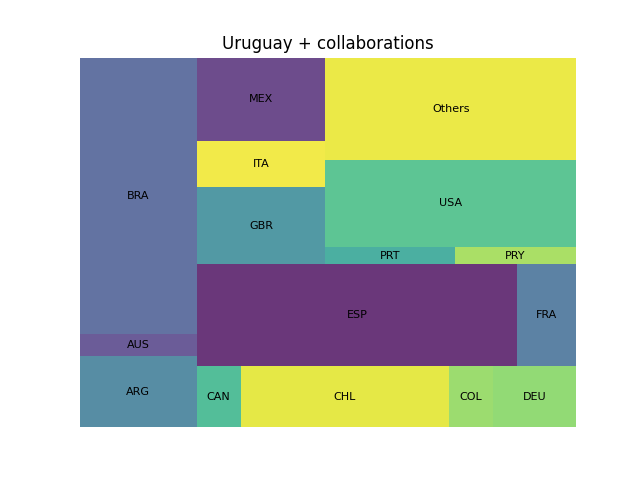 Uruguay + collaborations
MEX
Others
ITA
BRA
USA
GBR
PRT
PRY
ESP
FRA
AUS
ARG
CAN
CHL
COL
DEU